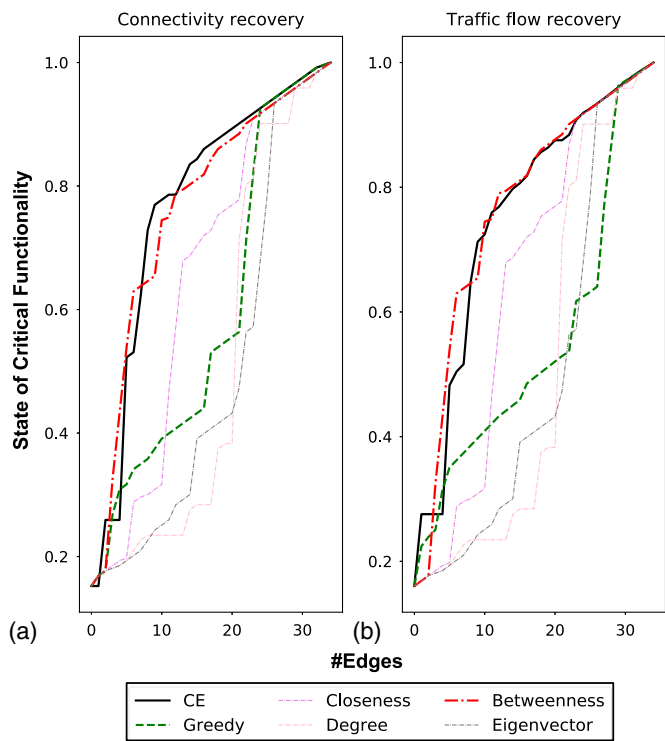 Connectivity recovery
Traffic flow recovery
State of Critical Functionality
1.0
0.8
0.6
0.4
0.2
1.0
0.8
0.6
0.4
0.2
(a)
0 10 20 30
(b)
0 10 20 30
#Edges
CE Closeness Betweenness
Greedy Degree Eigenvector